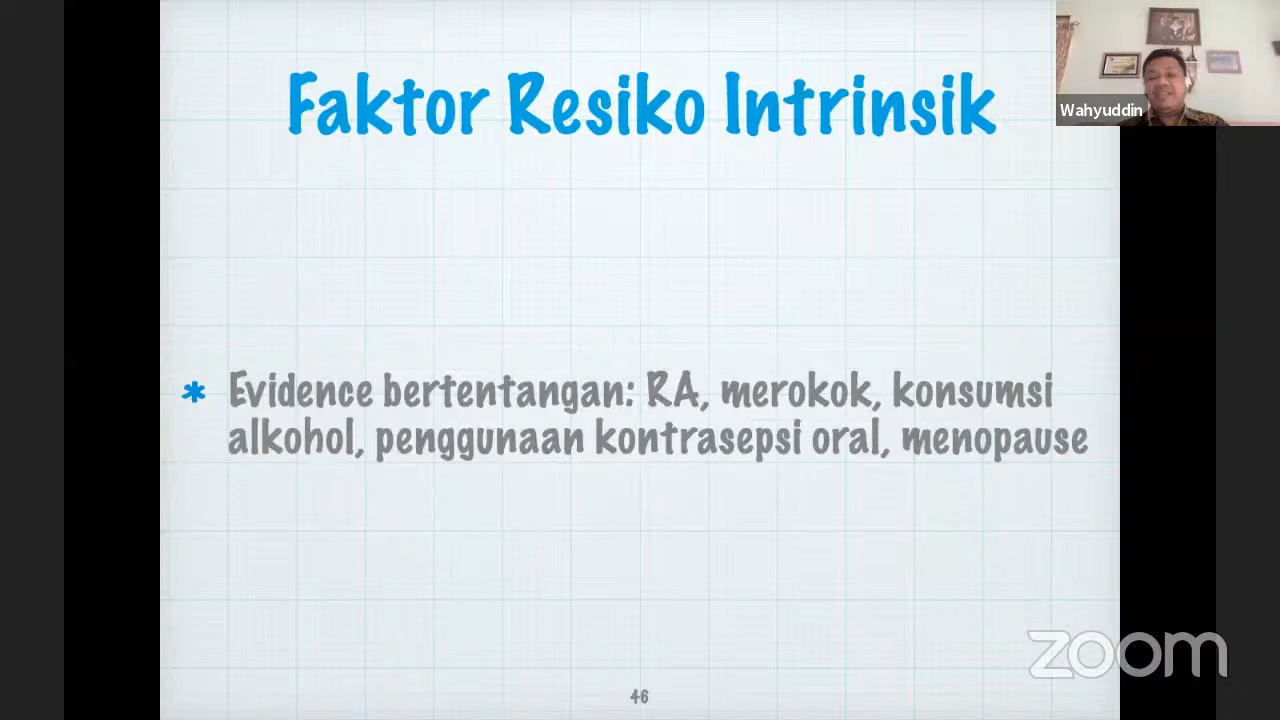 Faktor Resiko Intrinsik
Wahyuddin
* Evidence bertentangan: RA, merokok, konsumsi
alkohol, penggunaan kontrasepsi oral, menopause
zoom
46